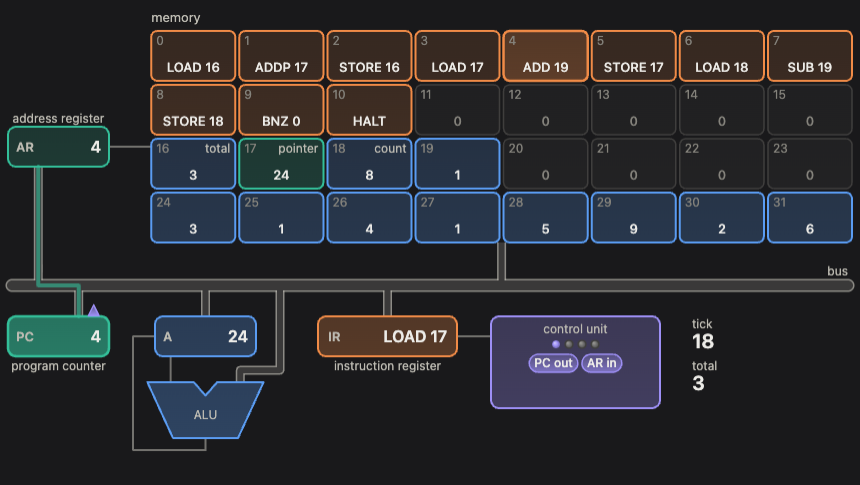 memory
0 1 2 3 4 5 6 7
LOAD 16 ADDP 17 STORE 16 LOAD 17 ADD 19 STORE 17 LOAD 18 SUB 19
8 9 10 11 12 13 14 15
STORE 18 BNZ 0 HALT 0 0 0 0 0
address register
AR 4
16 total 17 pointer 18 count 19 20 21 22 23
3 24 8 1 0 0 0 0
24 25 26 27 28 29 30 31
3 1 4 1 5 9 2 6
bus
PC 4
program counter
A 24
IR LOAD 17
instruction register
control unit
PC out AR in
tick
18
total
3
ALU